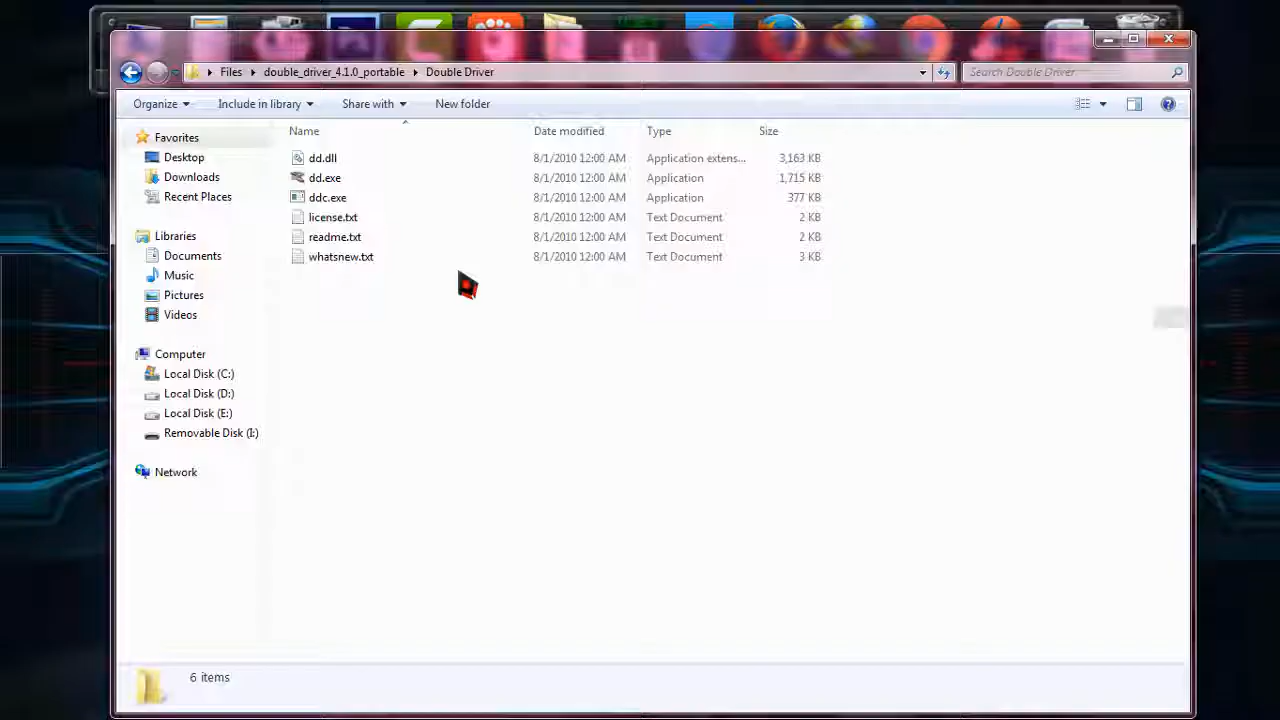 Files double_driver_4.1.0_portable Double Driver Search Double Driver
Organize Include in library Share with New folder
Name Date modified Type Size
Favorites
Desktop
Downloads
Recent Places
Libraries
Documents
Music
Pictures
Videos
Computer
Local Disk (C:)
Local Disk (D:)
Local Disk (E:)
Removable Disk (I:)
Network
dd.dll 8/1/2010 12:00 AM Application extens... 3,163 KB
dd.exe 8/1/2010 12:00 AM Application 1,715 KB
ddc.exe 8/1/2010 12:00 AM Application 377 KB
license.txt 8/1/2010 12:00 AM Text Document 2 KB
readme.txt 8/1/2010 12:00 AM Text Document 2 KB
whatsnew.txt 8/1/2010 12:00 AM Text Document 3 KB
6 items